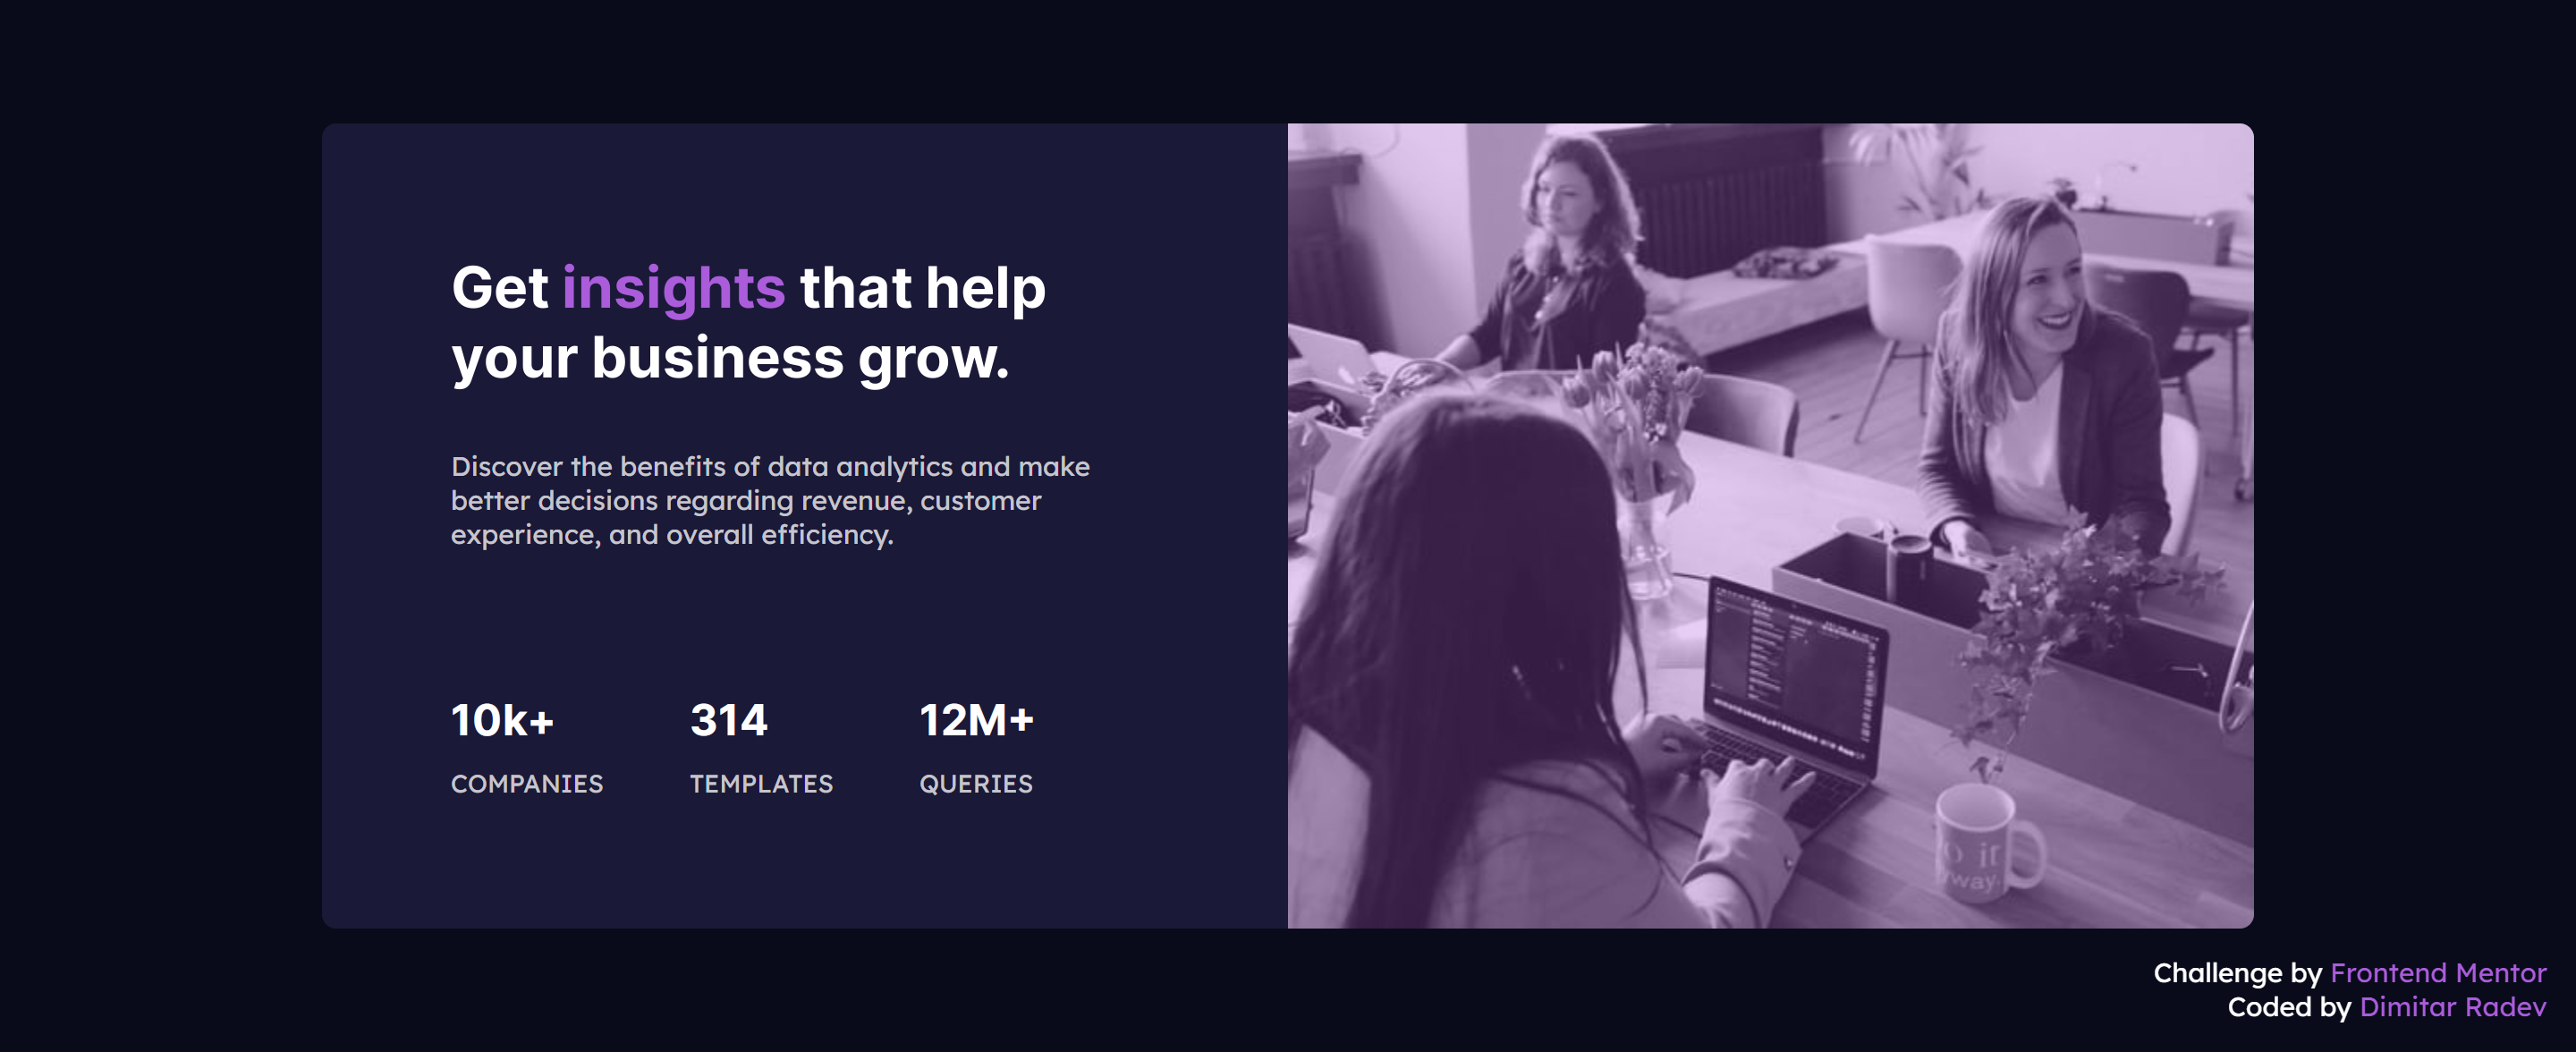 Get insights that help
your business grow.
Discover the benefits of data analytics and make
better decisions regarding revenue, customer
experience, and overall efficiency.
10k+ 314 12M+
COMPANIES TEMPLATES QUERIES
it
way
Challenge by Frontend Mentor
Coded by Dimitar Radev